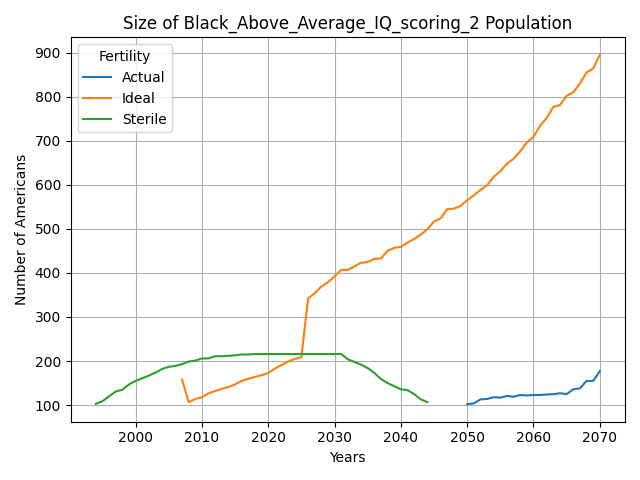 Size of Black_Above_Average_IQ_scoring_2 Population
Fertility
Actual
Ideal
Sterile
Number of Americans
900
800
700
600
500
400
300
200
100
2000 2010 2020 2030 2040 2050 2060 2070
Years